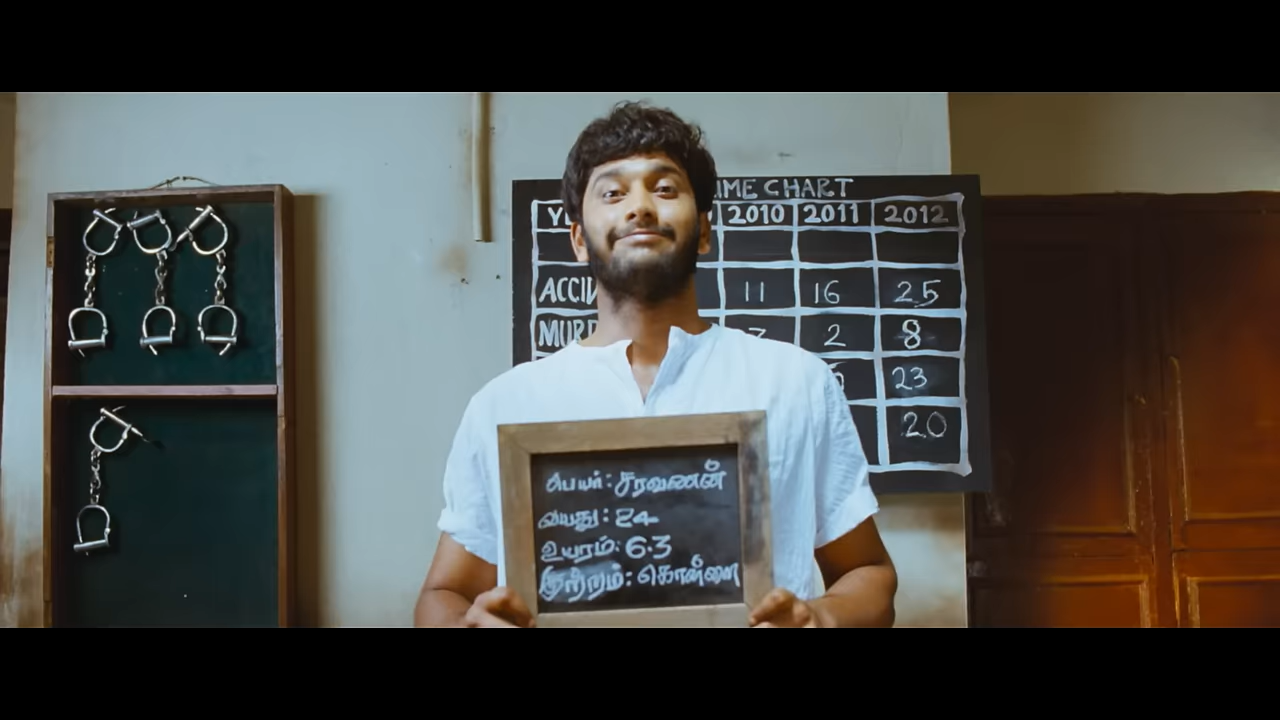 IME CHART
2010 2011 2012
ACCI 11 16 25
MUR 2 8
23
20
பெயர்: சரவணன்
வயது: 24
உயரம்: 6.3
குற்றம்: கொள்ளை